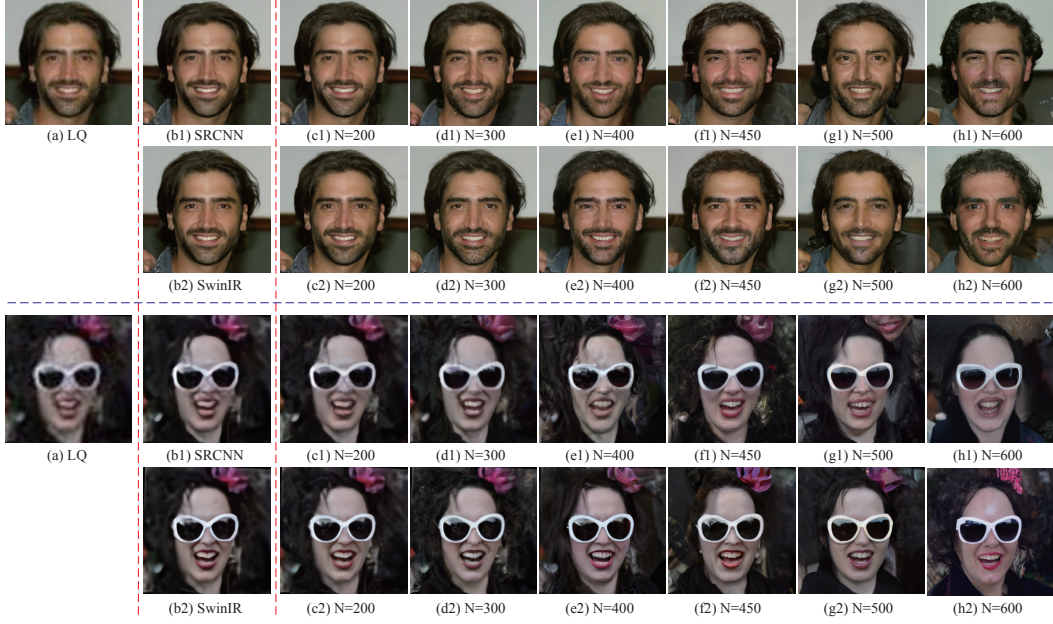 (a) LQ (b1) SRCNN (c1) N=200 (d1) N=300 (e1) N=400 (f1) N=450 (g1) N=500 (h1) N=600
(b2) SwinIR (c2) N=200 (d2) N=300 (e2) N=400 (f2) N=450 (g2) N=500 (h2) N=600
(a) LQ (b1) SRCNN (c1) N=200 (d1) N=300 (e1) N=400 (f1) N=450 (g1) N=500 (h1) N=600
(b2) SwinIR (c2) N=200 (d2) N=300 (e2) N=400 (f2) N=450 (g2) N=500 (h2) N=600